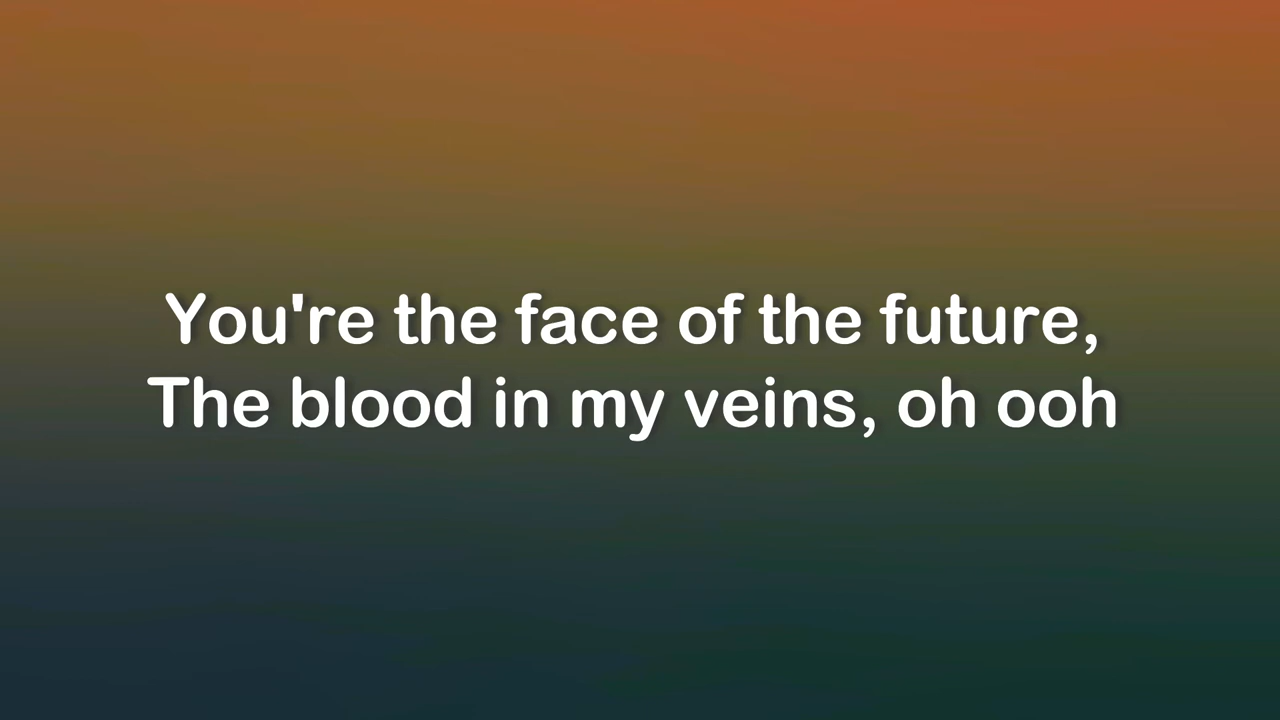 You're the face of the future,
The blood in my veins, oh ooh